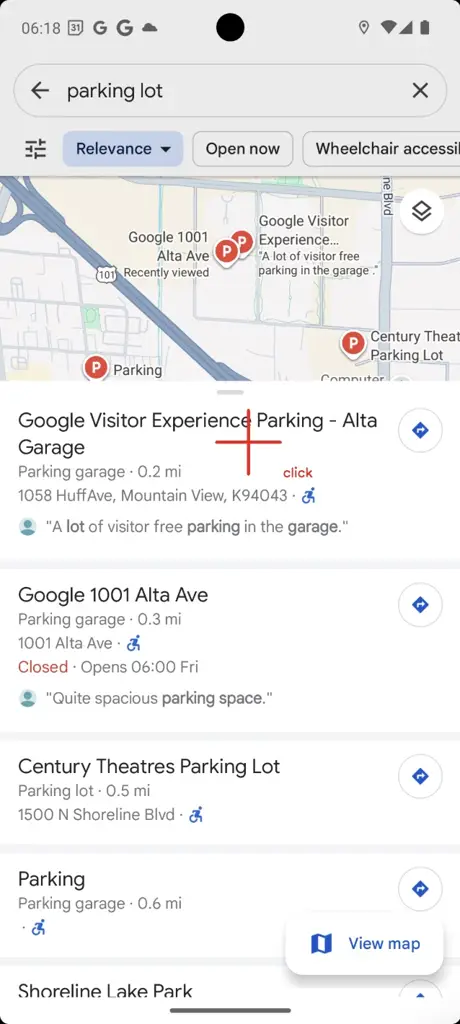 06:18 31 G G
parking lot
Relevance
Open now
Wheelchair accessi
ne Blvd
Google 1001
Alta Ave
Recently viewed
Google Visitor
Experience...
"A lot of visitor free
parking in the garage ."
101
P
P
P
Century Theat
Parking Lot
P
Parking
Computer
Google Visitor Experience Parking - Alta
Garage
click
Parking garage · 0.2 mi
1058 HuffAve, Mountain View, K94043 ·
"A lot of visitor free parking in the garage."
Google 1001 Alta Ave
Parking garage · 0.3 mi
1001 Alta Ave ·
Closed · Opens 06:00 Fri
"Quite spacious parking space."
Century Theatres Parking Lot
Parking lot · 0.5 mi
1500 N Shoreline Blvd ·
Parking
Parking garage · 0.6 mi
·
View map
Shoreline Lake Park